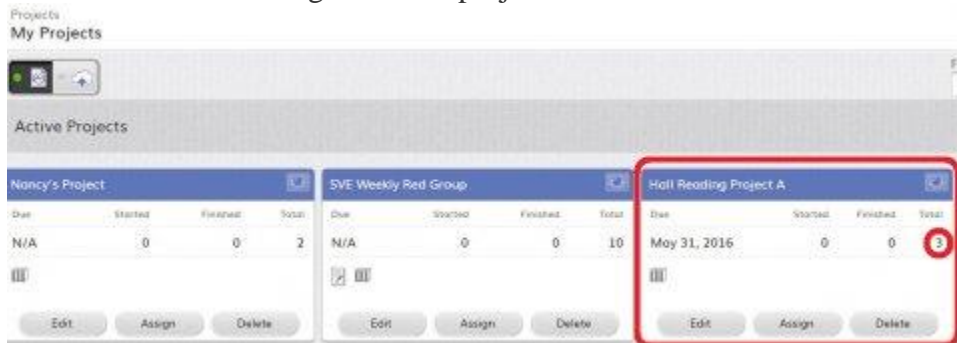 Projects
My Projects
Active Projects
Nancy's Project
Due Started Finished Total
N/A 0 0 2
Edit Assign Delete
SVE Weekly Red Group
Due Started Finished Total
N/A 0 0 10
Edit Assign Delete
Hall Reading Project A
Due Started Finished Total
May 31, 2016 0 0 3
Edit Assign Delete